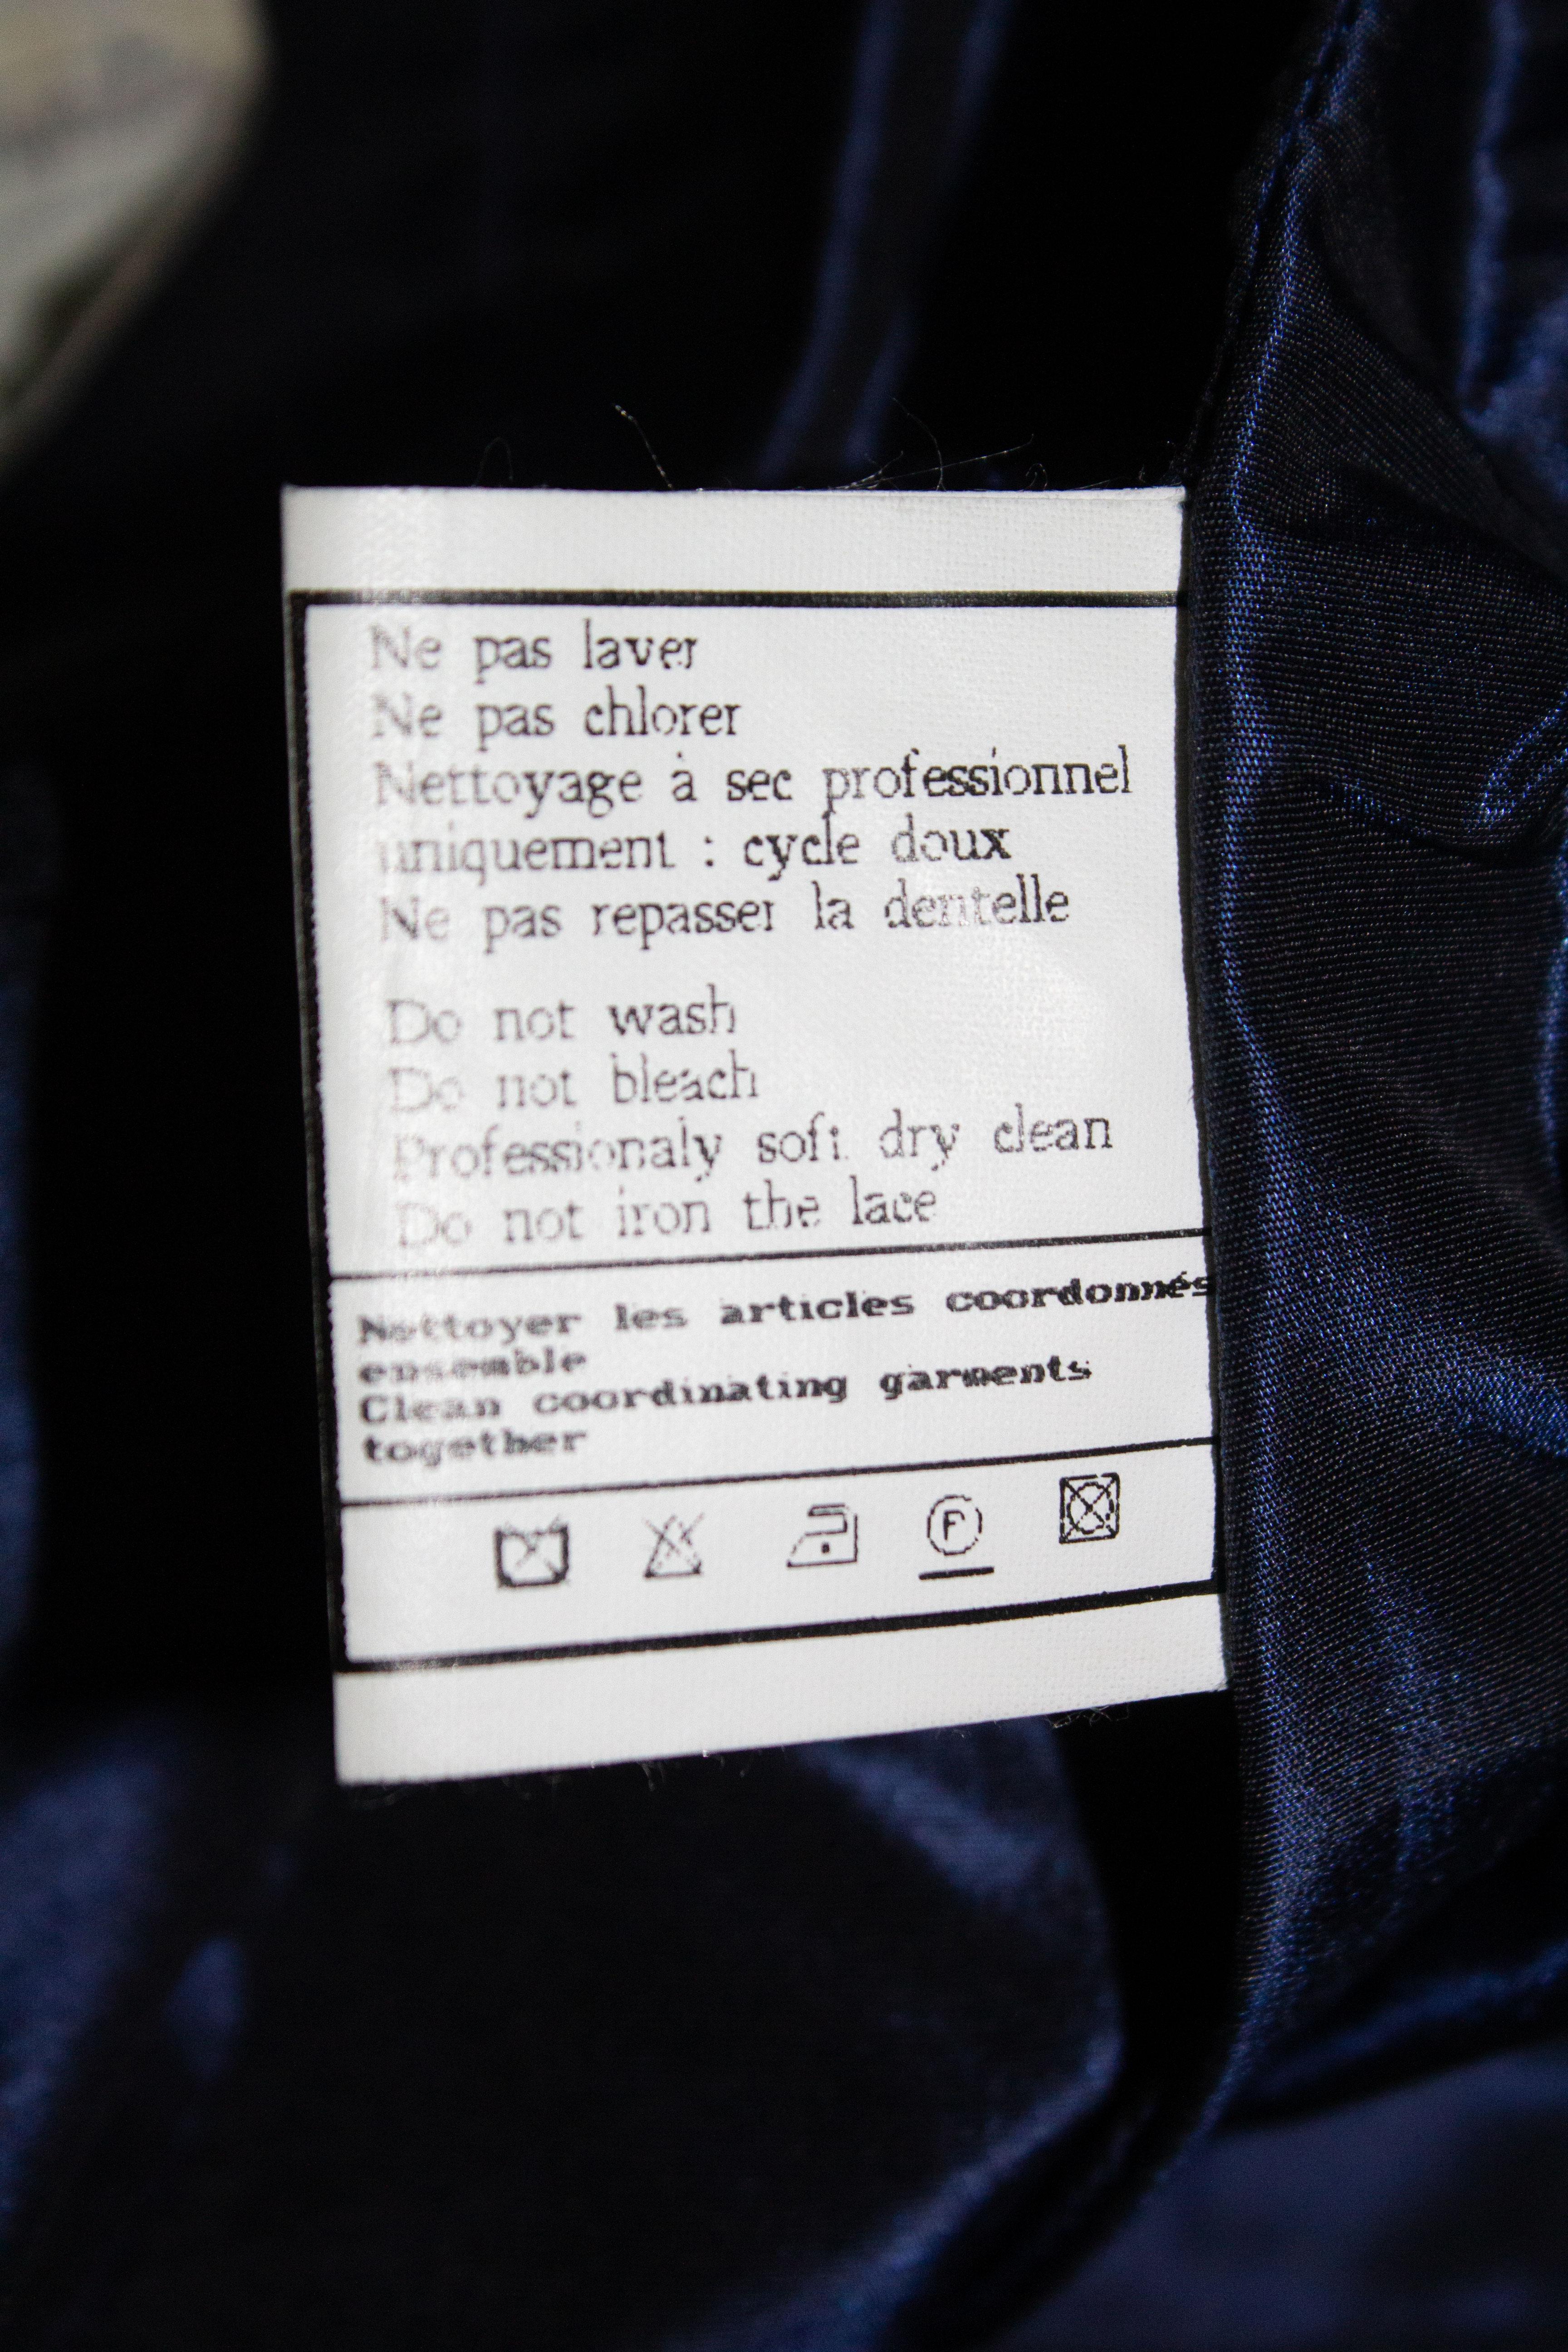 Ne pas laver
Ne pas chlorer
Nettoyage à sec professionnel
uniquement : cycle doux
Ne pas repasser la dentelle
Do not wash
Do not bleach
Professionaly soft dry clean
Do not iron the lace
Nettoyer les articles coordonnés
ensemble
Clean coordinating garments
together
P